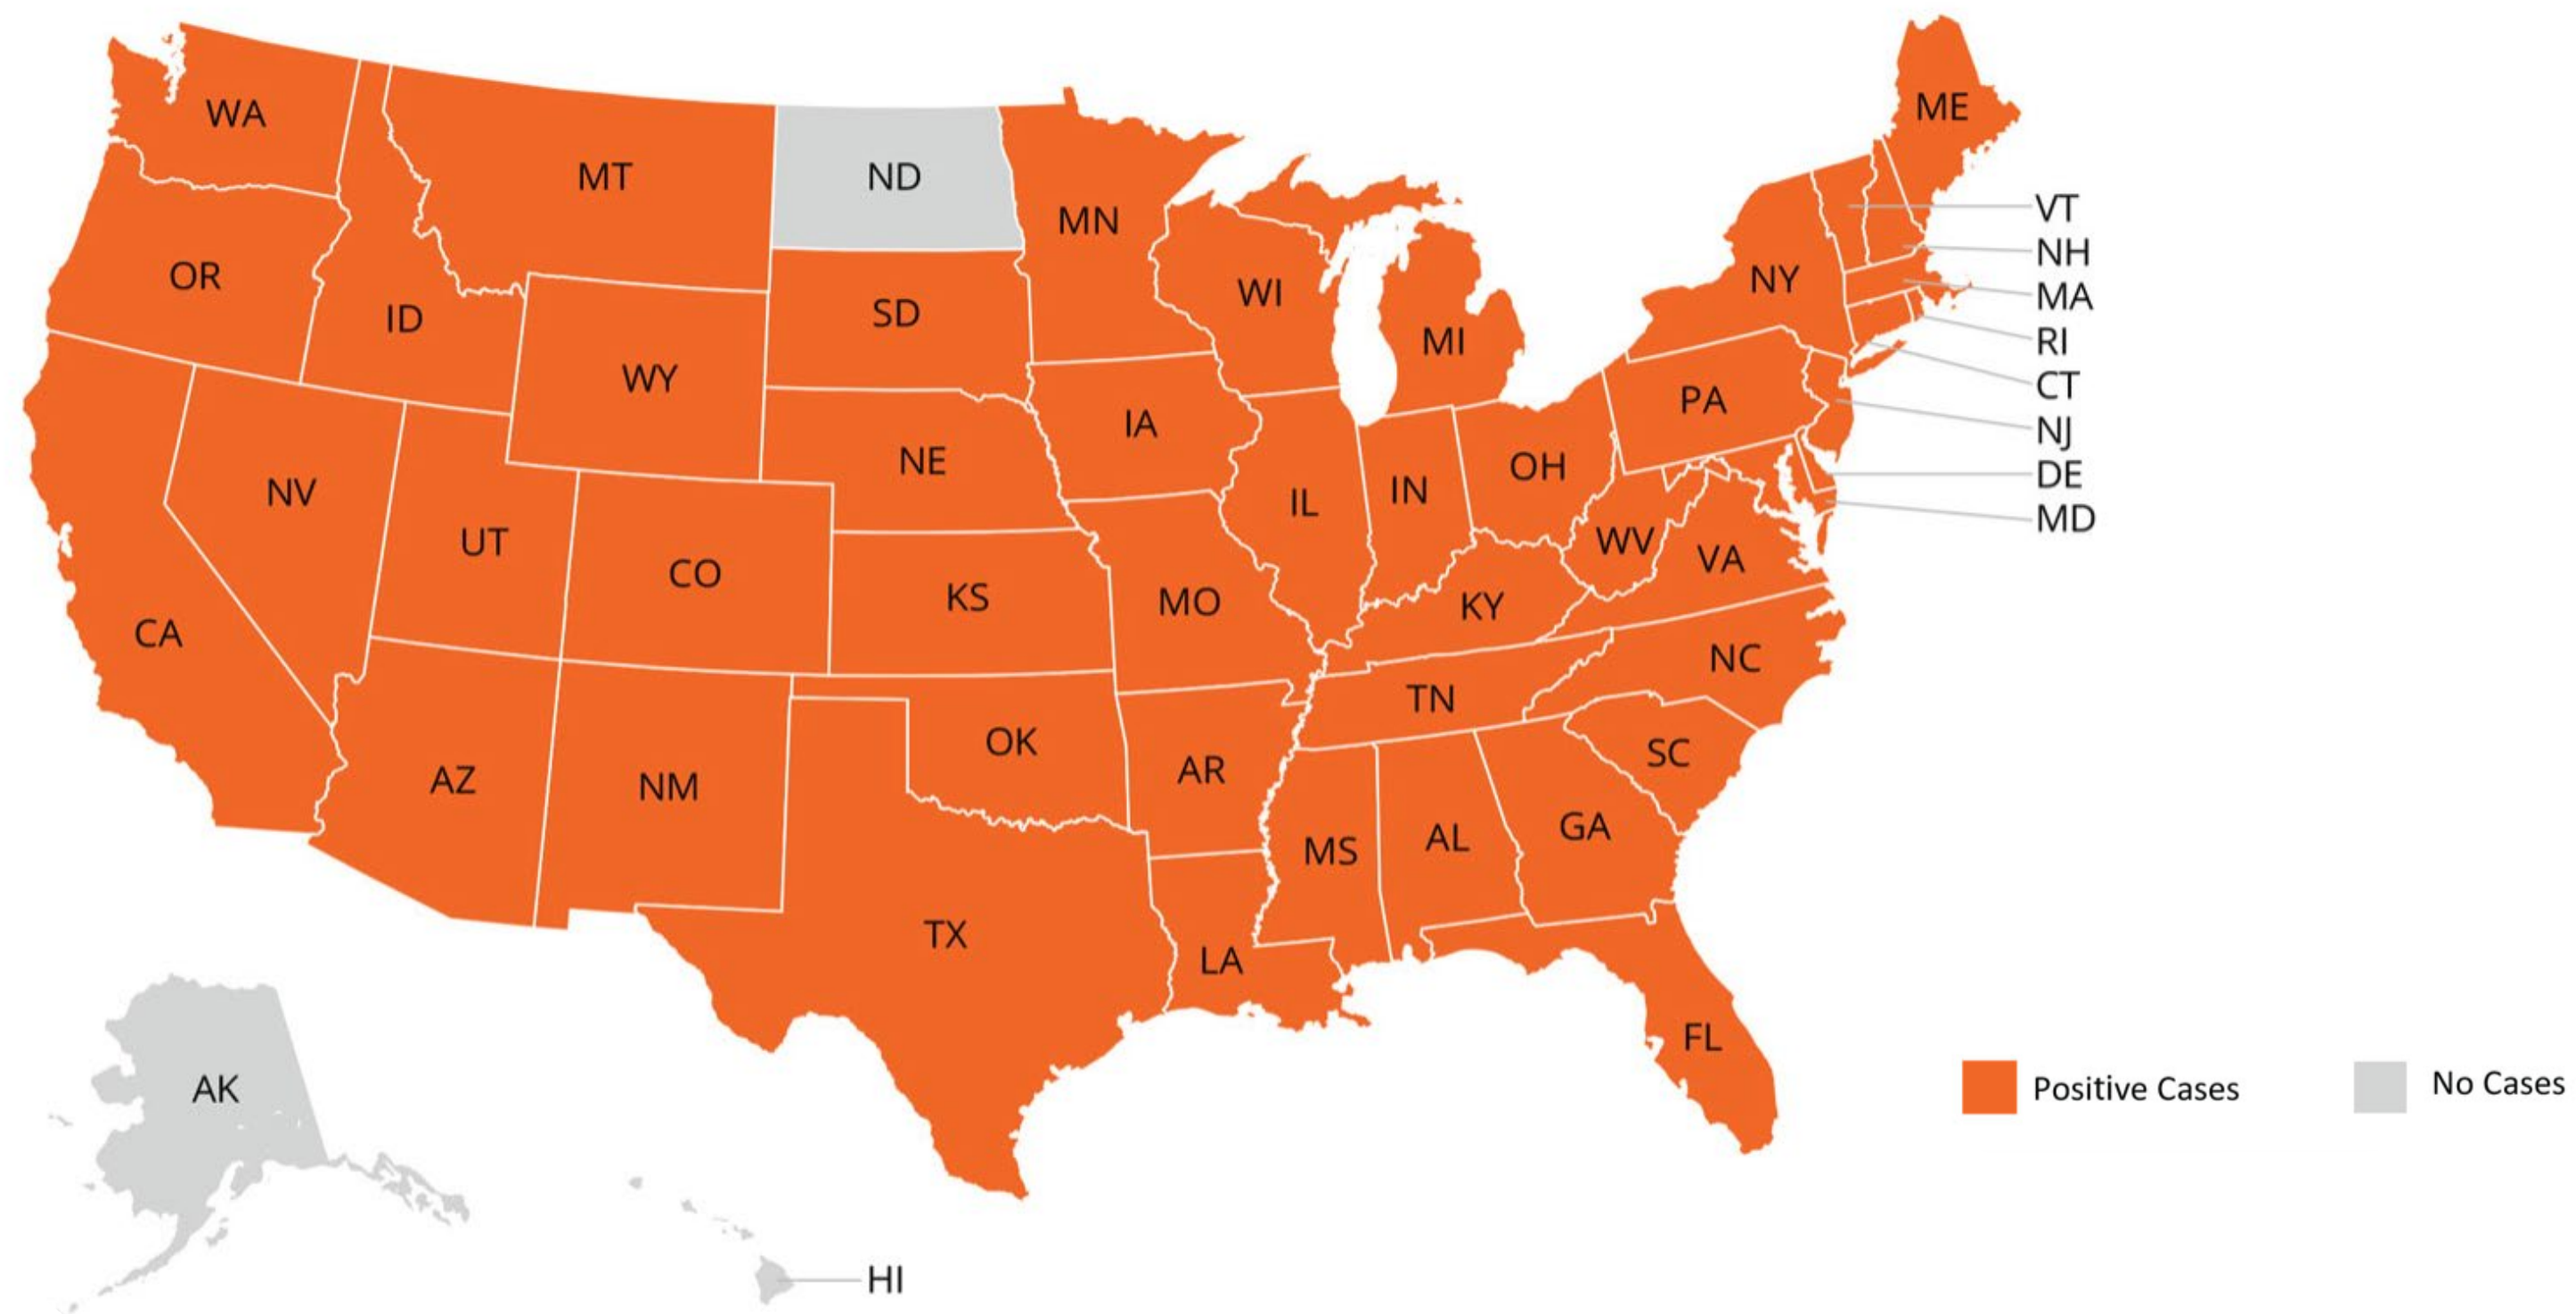 WA
MT
ND
MN
ME
OR
ID
SD
WI
VT
NH
NY
MA
RI
MI
WY
CT
PA
NJ
IA
NE
OH
DE
NV
IN
IL
MD
UT
WV
VA
CO
KS
MO
KY
CA
NC
TN
OK
SC
AZ
NM
AR
GA
AL
MS
TX
LA
FL
AK
Positive Cases
No Cases
HI